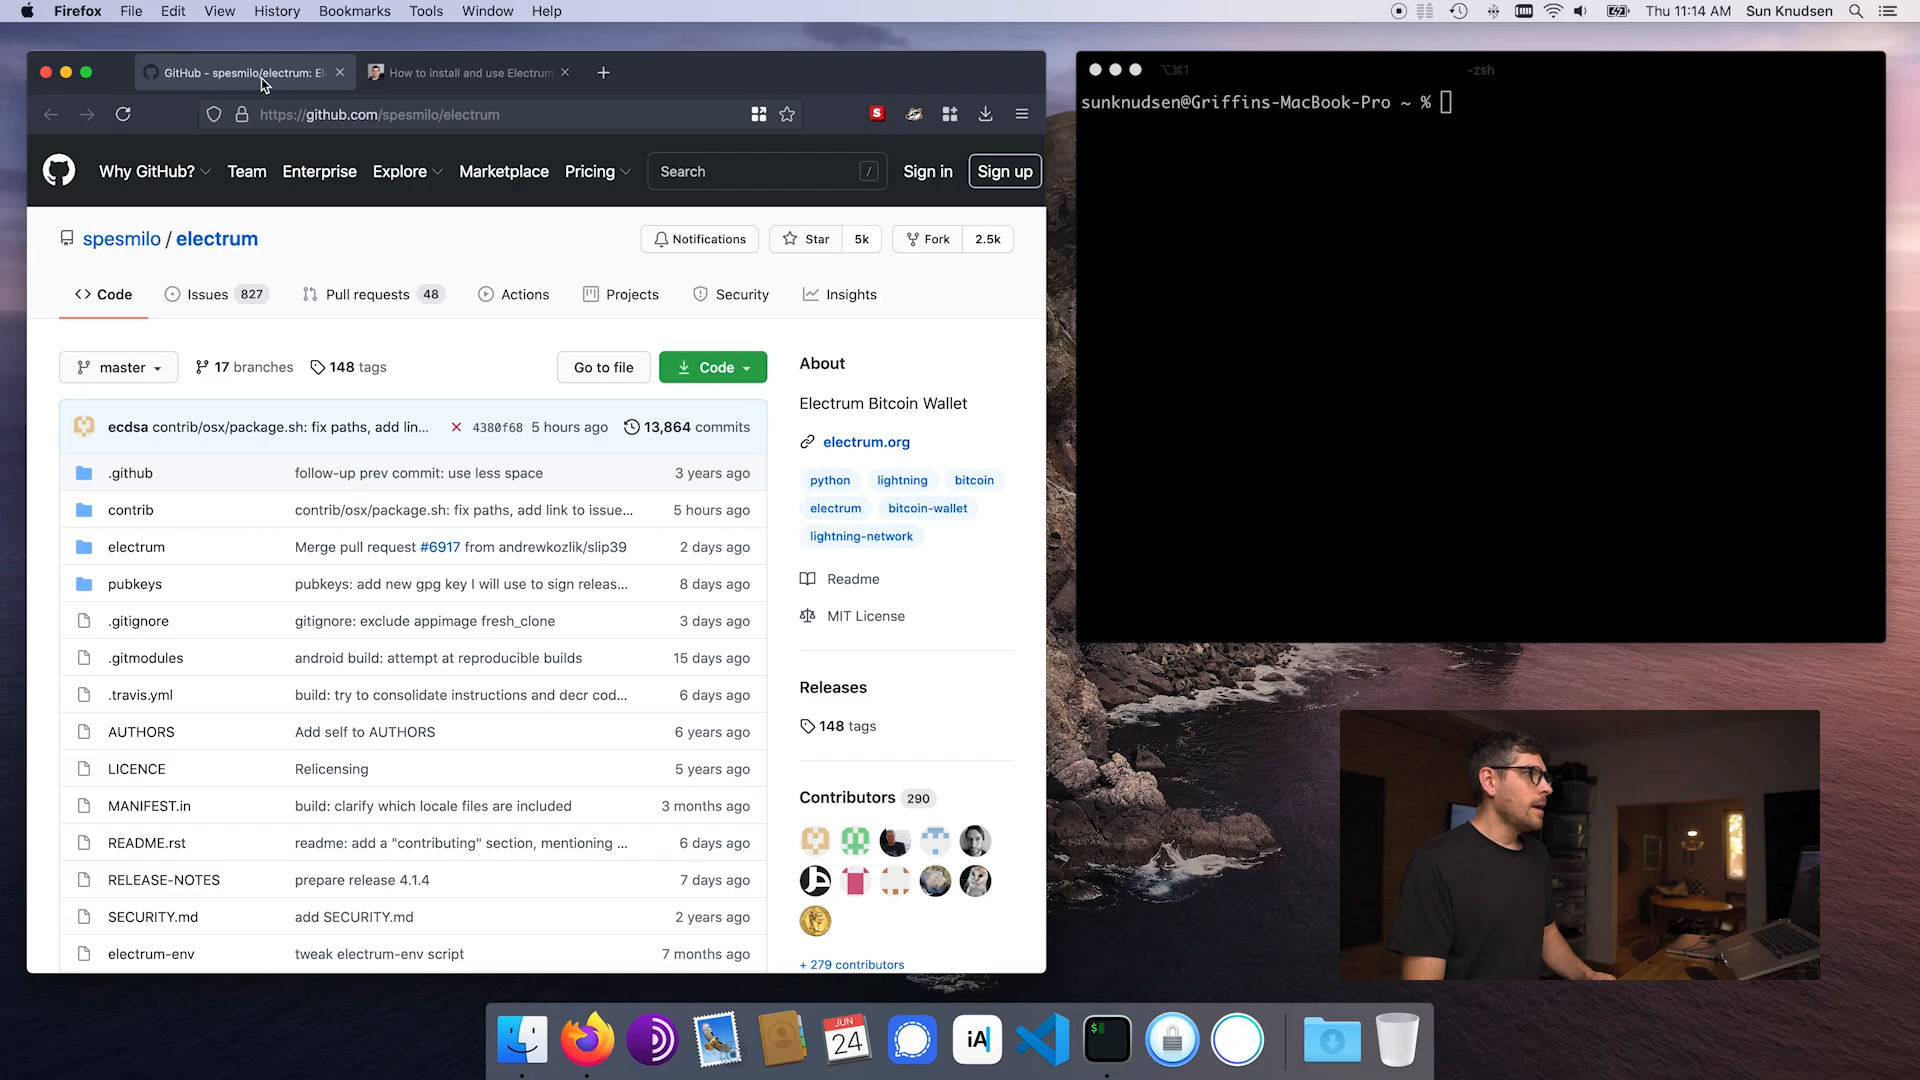 Firefox File Edit View History Bookmarks Tools Window Help
Thu 11:14 AM Sun Knudsen
GitHub - spesmilo/electrum: El
How to install and use Electrum
https://github.com/spesmilo/electrum
S
Why GitHub? Team Enterprise Explore Marketplace Pricing
Search /
Sign in Sign up
spesmilo / electrum
Notifications Star 5k Fork 2.5k
Code Issues 827 Pull requests 48 Actions Projects Security Insights
master 17 branches 148 tags Go to file Code
ecdsa contrib/osx/package.sh: fix paths, add lin... 4380f68 5 hours ago 13,864 commits
.github follow-up prev commit: use less space 3 years ago
contrib contrib/osx/package.sh: fix paths, add link to issue... 5 hours ago
electrum Merge pull request #6917 from andrewkozlik/slip39 2 days ago
pubkeys pubkeys: add new gpg key I will use to sign releas... 8 days ago
.gitignore gitignore: exclude appimage fresh_clone 3 days ago
.gitmodules android build: attempt at reproducible builds 15 days ago
.travis.yml build: try to consolidate instructions and decr cod... 6 days ago
AUTHORS Add self to AUTHORS 6 years ago
LICENCE Relicensing 5 years ago
MANIFEST.in build: clarify which locale files are included 3 months ago
README.rst readme: add a "contributing" section, mentioning ... 6 days ago
RELEASE-NOTES prepare release 4.1.4 7 days ago
SECURITY.md add SECURITY.md 2 years ago
electrum-env tweak electrum-env script 7 months ago
About
Electrum Bitcoin Wallet
electrum.org
python lightning bitcoin
electrum bitcoin-wallet
lightning-network
Readme
MIT License
Releases
148 tags
Contributors 290
+ 279 contributors
⌥⌘1 -zsh
sunknudsen@Griffins-MacBook-Pro ~ %
JUN
24
iA
$